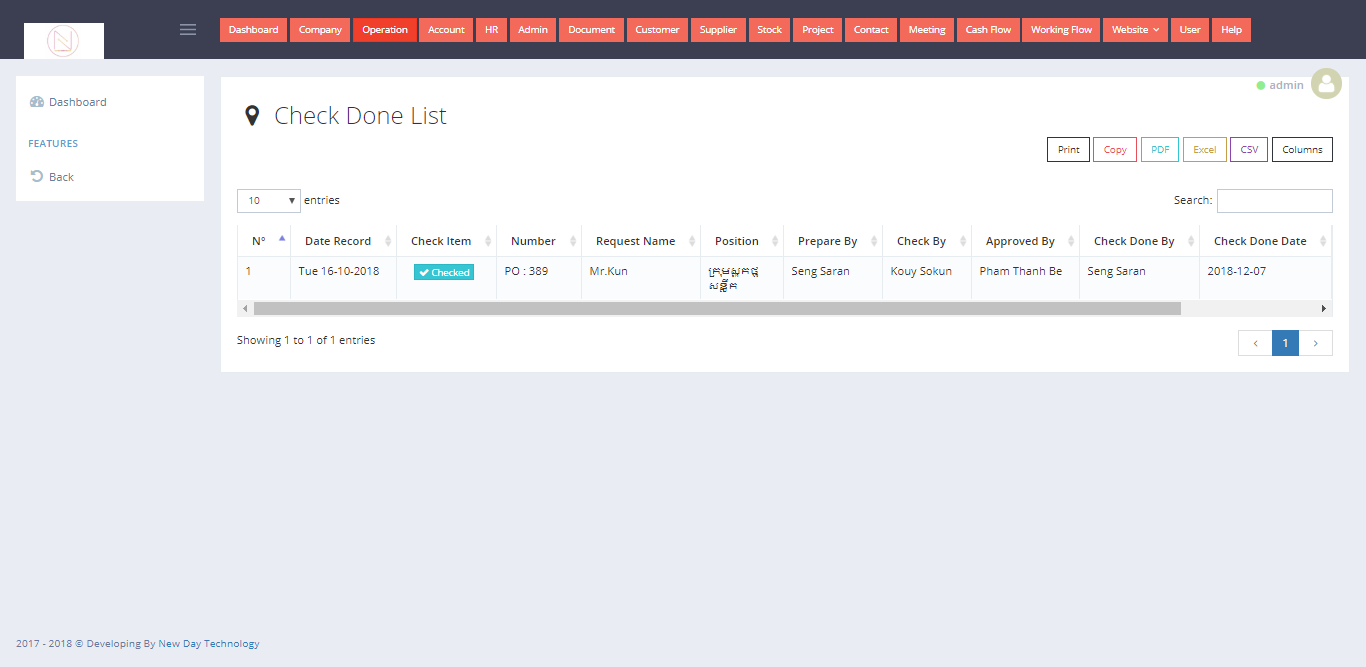 Dashboard Company Operation Account HR Admin Document Customer Supplier Stock Project Contact Meeting Cash Flow Working Flow Website User Help
admin
Dashboard
FEATURES
Back
Check Done List
Print Copy PDF Excel CSV Columns
10 entries Search:
N° Date Record Check Item Number Request Name Position Prepare By Check By Approved By Check Done By Check Done Date
1 Tue 16-10-2018 Checked PO : 389 Mr.Kun Seng Saran Kouy Sokun Pham Thanh Be Seng Saran 2018-12-07
Showing 1 to 1 of 1 entries
‹ 1 ›
2017 - 2018 © Developing By New Day Technology